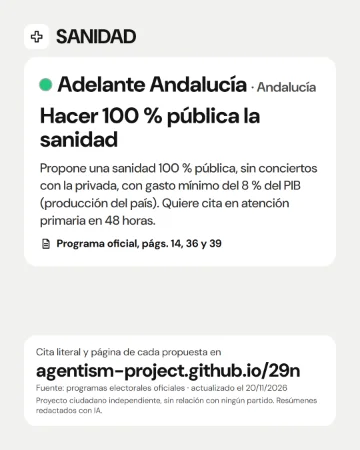 SANIDAD
Adelante Andalucía · Andalucía
Hacer 100 % pública la
sanidad
Propone una sanidad 100 % pública, sin conciertos
con la privada, con gasto mínimo del 8 % del PIB
(producción del país). Quiere cita en atención
primaria en 48 horas.
Programa oficial, págs. 14, 36 y 39
Cita literal y página de cada propuesta en
agentism-project.github.io/29n
Fuente: programas electorales oficiales · actualizado el 20/11/2026
Proyecto ciudadano independiente, sin relación con ningún partido. Resúmenes
redactados con IA.